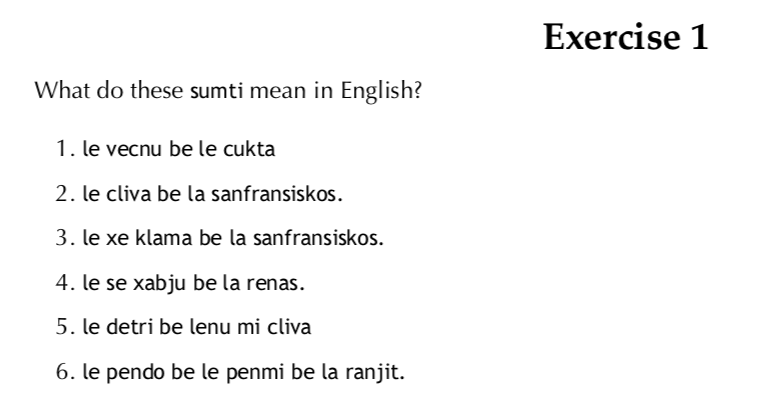 Exercise 1
What do these sumti mean in English?
1. le vecnu be le cukta
2. le cliva be la sanfransiskos.
3. le xe klama be la sanfransiskos.
4. le se xabju be la renas.
5. le detri be lenu mi cliva
6. le pendo be le penmi be la ranjit.